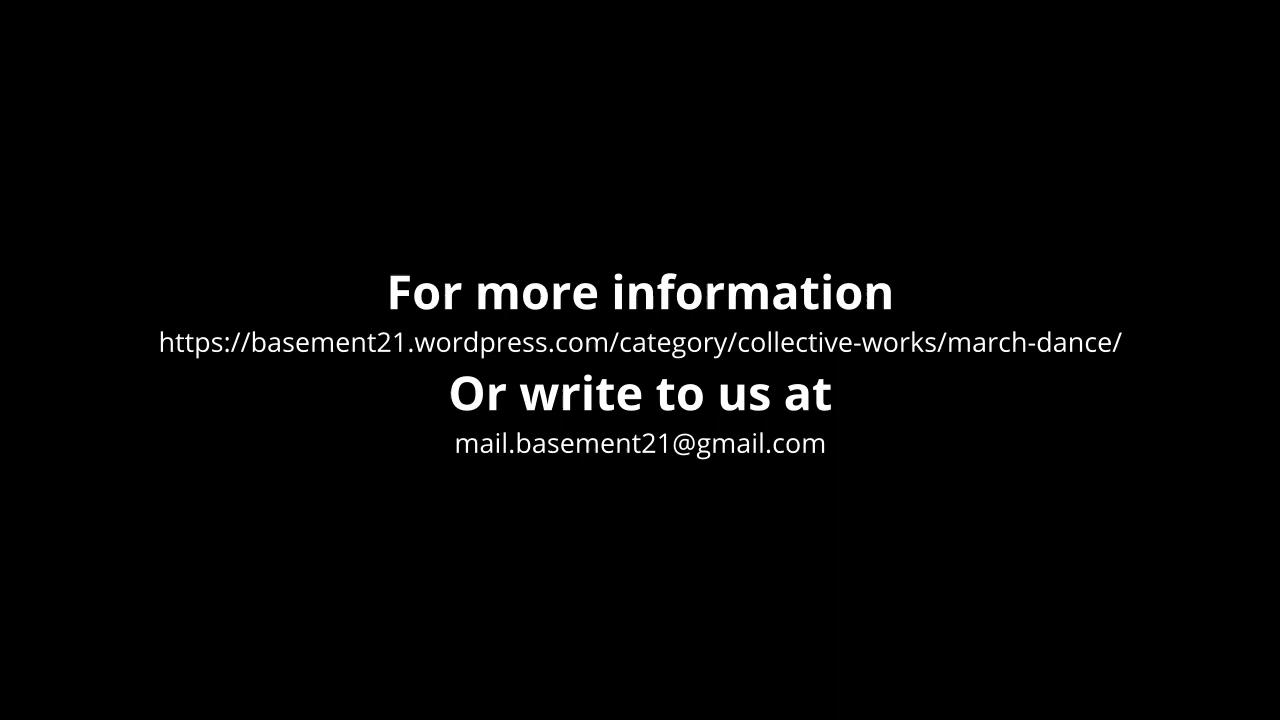 For more information
https://basement21.wordpress.com/category/collective-works/march-dance/
Or write to us at
mail.basement21@gmail.com